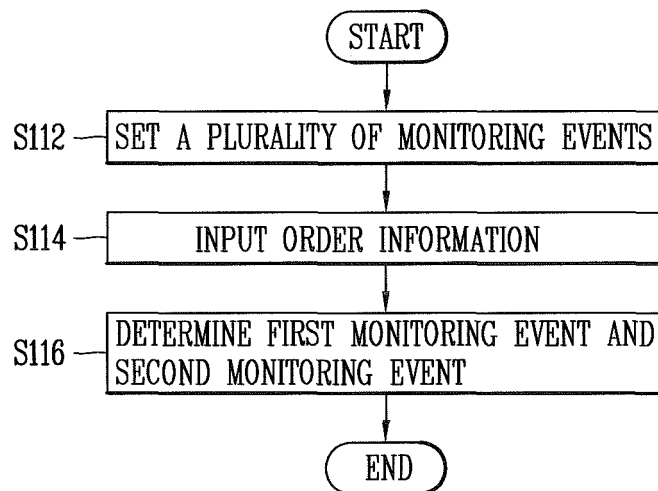 START
S112 SET A PLURALITY OF MONITORING EVENTS
S114 INPUT ORDER INFORMATION
S116 DETERMINE FIRST MONITORING EVENT AND
SECOND MONITORING EVENT
END